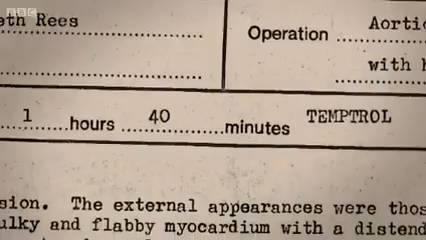 BBC
eth Rees
Operation
Aortic
with
1 hours 40 minutes TEMPTROL
sion. The external appearances were thos
ulky and flabby myocardium with a distend